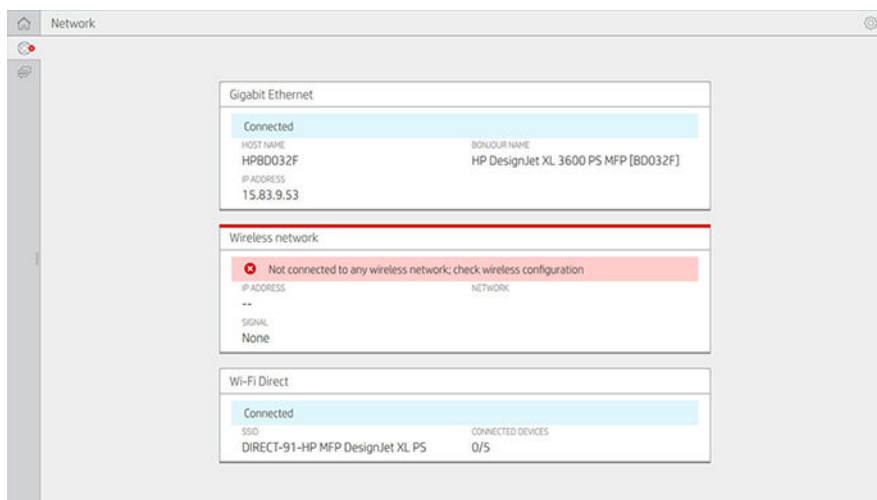 Network
Gigabit Ethernet
Connected
HOST NAME BONJOUR NAME
HPBD032F HP DesignJet XL 3600 PS MFP [BD032F]
IP ADDRESS
15.83.9.53
Wireless network
Not connected to any wireless network; check wireless configuration
IP ADDRESS NETWORK
--
SIGNAL
None
Wi-Fi Direct
Connected
SSID CONNECTED DEVICES
DIRECT-91-HP MFP DesignJet XL PS 0/5